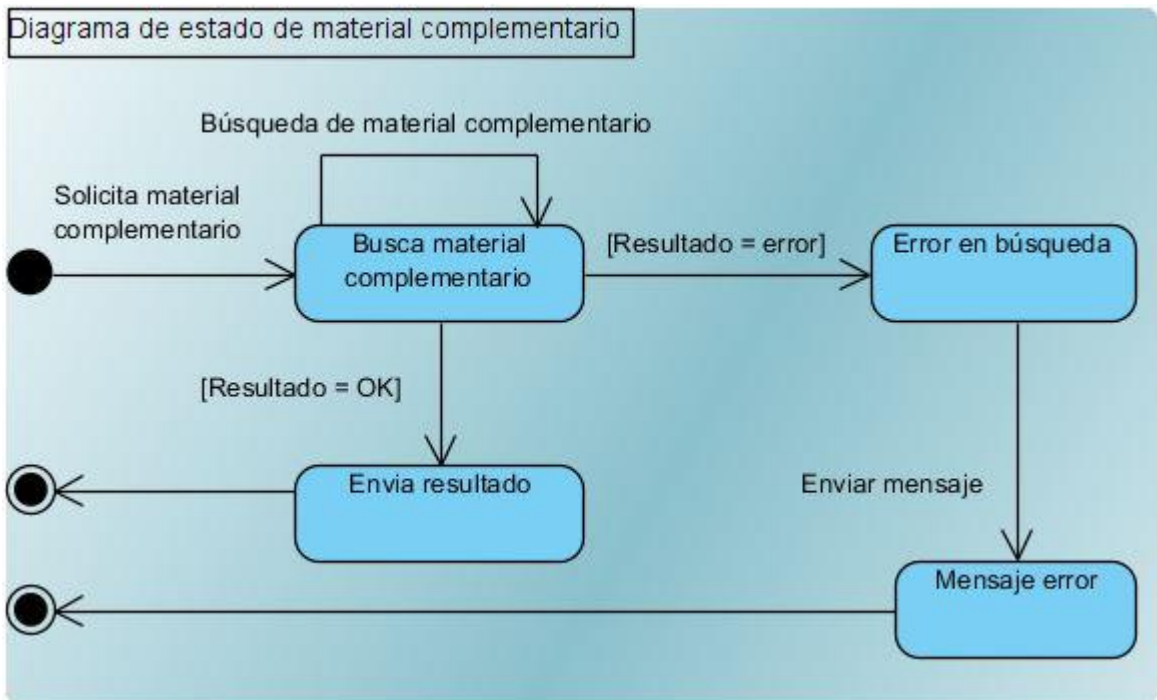 Diagrama de estado de material complementario
Búsqueda de material complementario
Solicita material
complementario
Busca material
complementario
[Resultado = error]
Error en búsqueda
[Resultado = OK]
Envia resultado
Enviar mensaje
Mensaje error